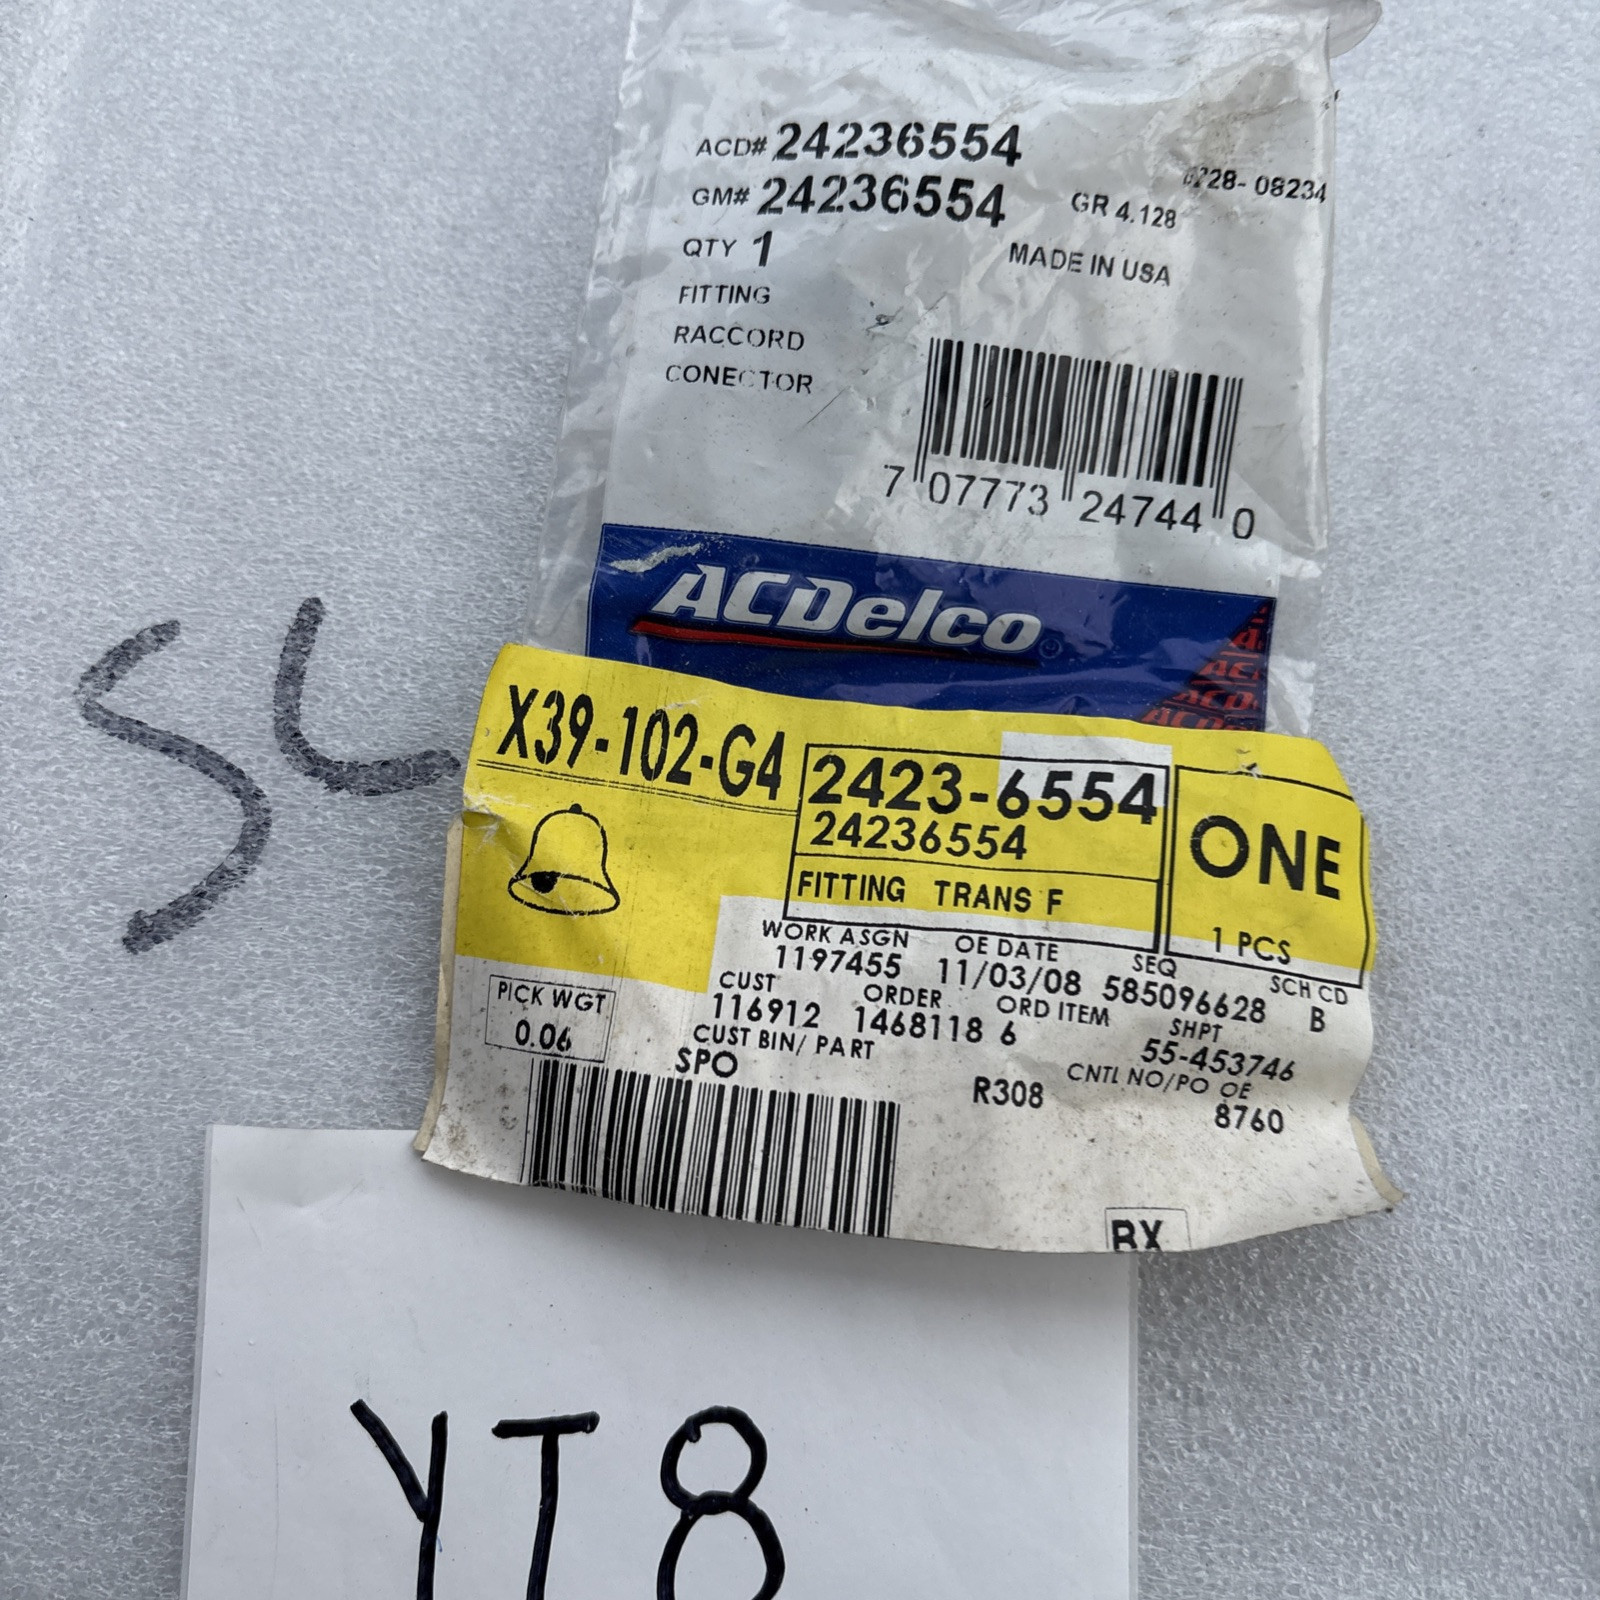 ACD# 24236554
GM# 24236554
QTY 1
GR 4.128
08234
MADE IN USA
FITTING
RACCORD
CONECTOR
7 07773 24744 0
ACDelco
X39-102-G4
2423-6554
24236554
FITTING TRANS F
ONE
1 PCS
WORK ASGN
1197455
OE DATE
11/03/08
SEQ
585096628
SCH CD
B
PICK WGT
0.06
CUST
116912
ORDER
1468118
ORD ITEM
6
SHPT
55-453746
CUST BIN/ PART
SPO
R308
CNTL NO/PO OE
8760
BX
SL
YT8